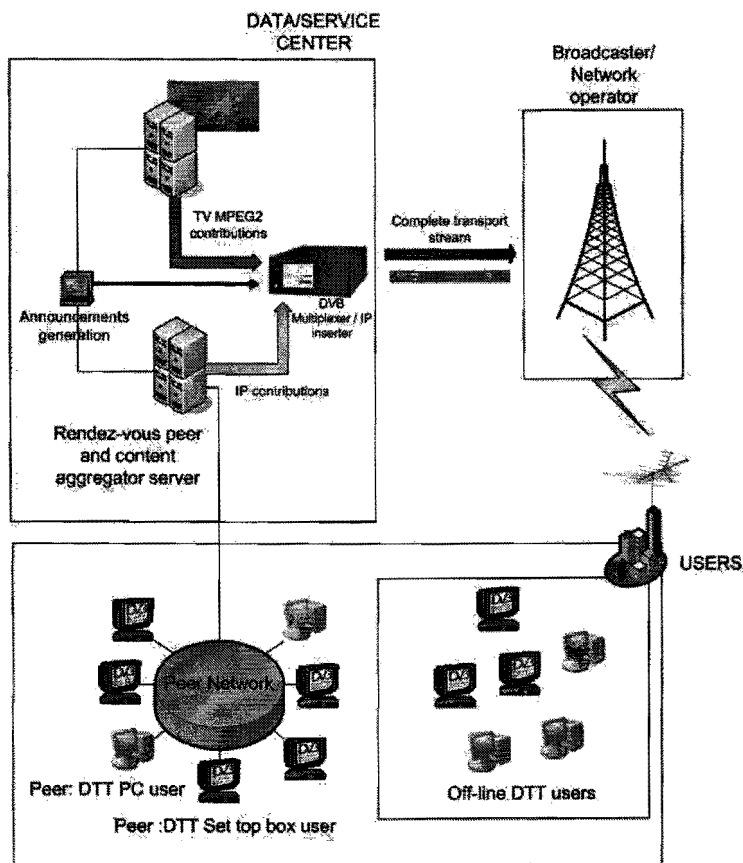 DATA/SERVICE
CENTER
Broadcaster/
Network
operator
TV MPEG2
contributions
Complete transport
stream
Announcements
generation
DVB
Multiplexer / IP
inserter
IP contributions
Rendez-vous peer
and content
aggregator server
USERS
Peer Network
Peer: DTT PC user
Peer :DTT Set top box user
Off-line DTT users